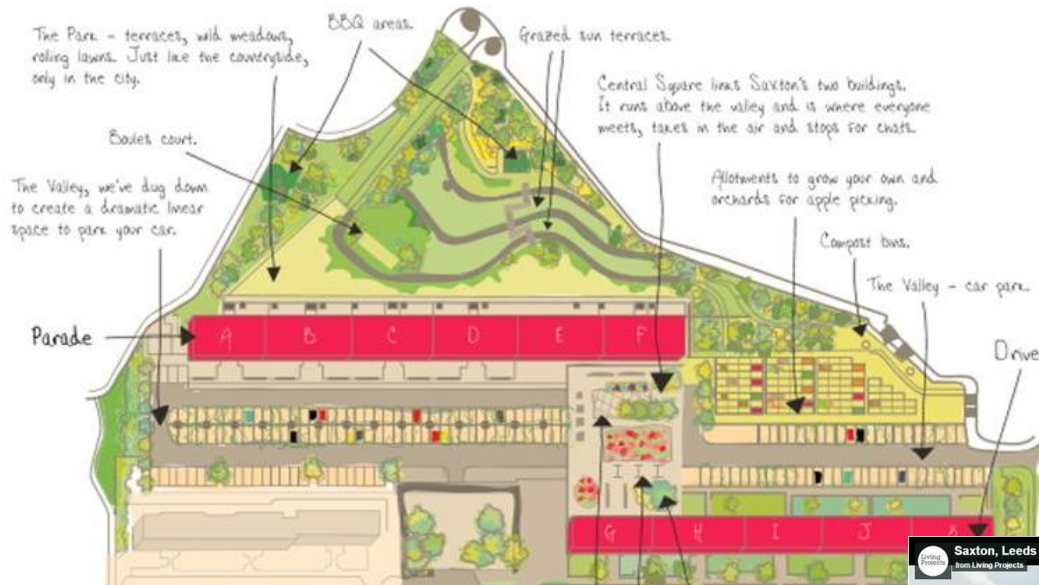 The Park - terraces, wild meadows,
rolling lawns. Just like the countryside,
only in the city.
BBQ areas.
Grazed sun terraces.
Central Square links Saxton's two buildings.
It runs above the valley and is where everyone
meets, takes in the air and stops for chats.
Boules court.
The Valley, we've dug down
to create a dramatic linear
space to park your car.
Allotments to grow your own and
orchards for apple picking.
Compost bins.
The Valley - car park.
Parade
A B C D E F
Drive
G H I J K
Living
Projects
Saxton, Leeds
from Living Projects